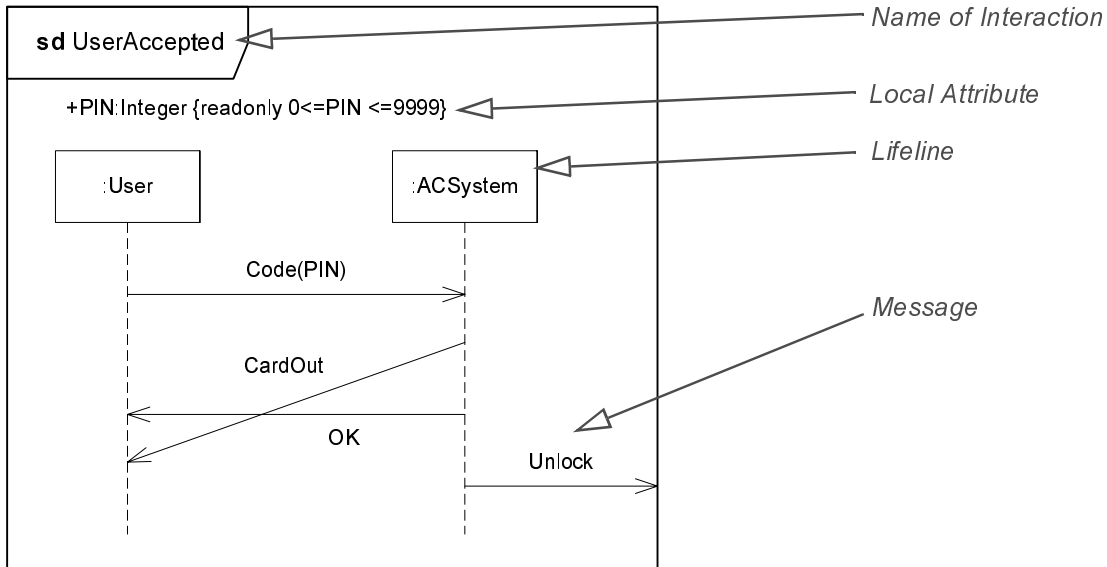 sd UserAccepted
Name of Interaction
+PIN:Integer {readonly 0<=PIN <=9999}
Local Attribute
Lifeline
:User
:ACSystem
Code(PIN)
Message
CardOut
OK
Unlock